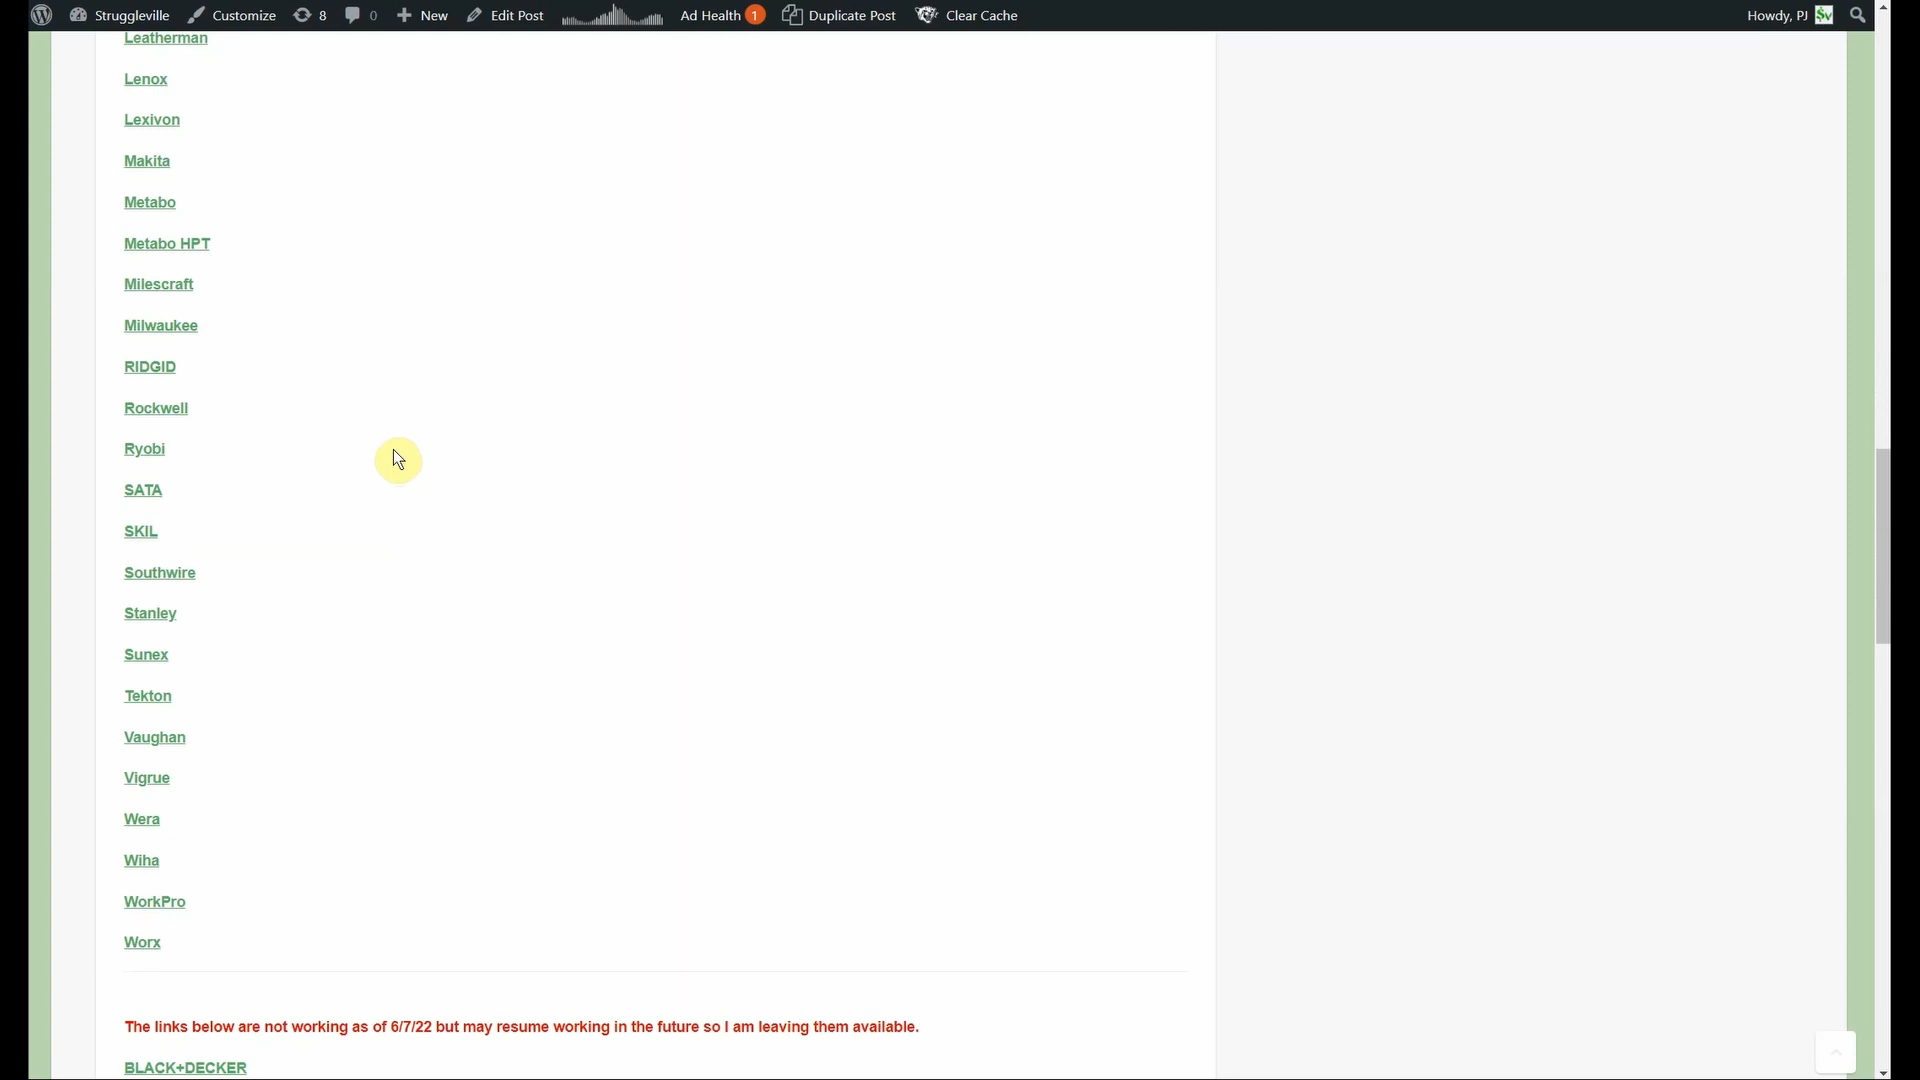 Struggleville Customize 8 0 New Edit Post Ad Health 1 Duplicate Post Clear Cache Howdy, PJ $v
Leatherman
Lenox
Lexivon
Makita
Metabo
Metabo HPT
Milescraft
Milwaukee
RIDGID
Rockwell
Ryobi
SATA
SKIL
Southwire
Stanley
Sunex
Tekton
Vaughan
Vigrue
Wera
Wiha
WorkPro
Worx
The links below are not working as of 6/7/22 but may resume working in the future so I am leaving them available.
BLACK+DECKER